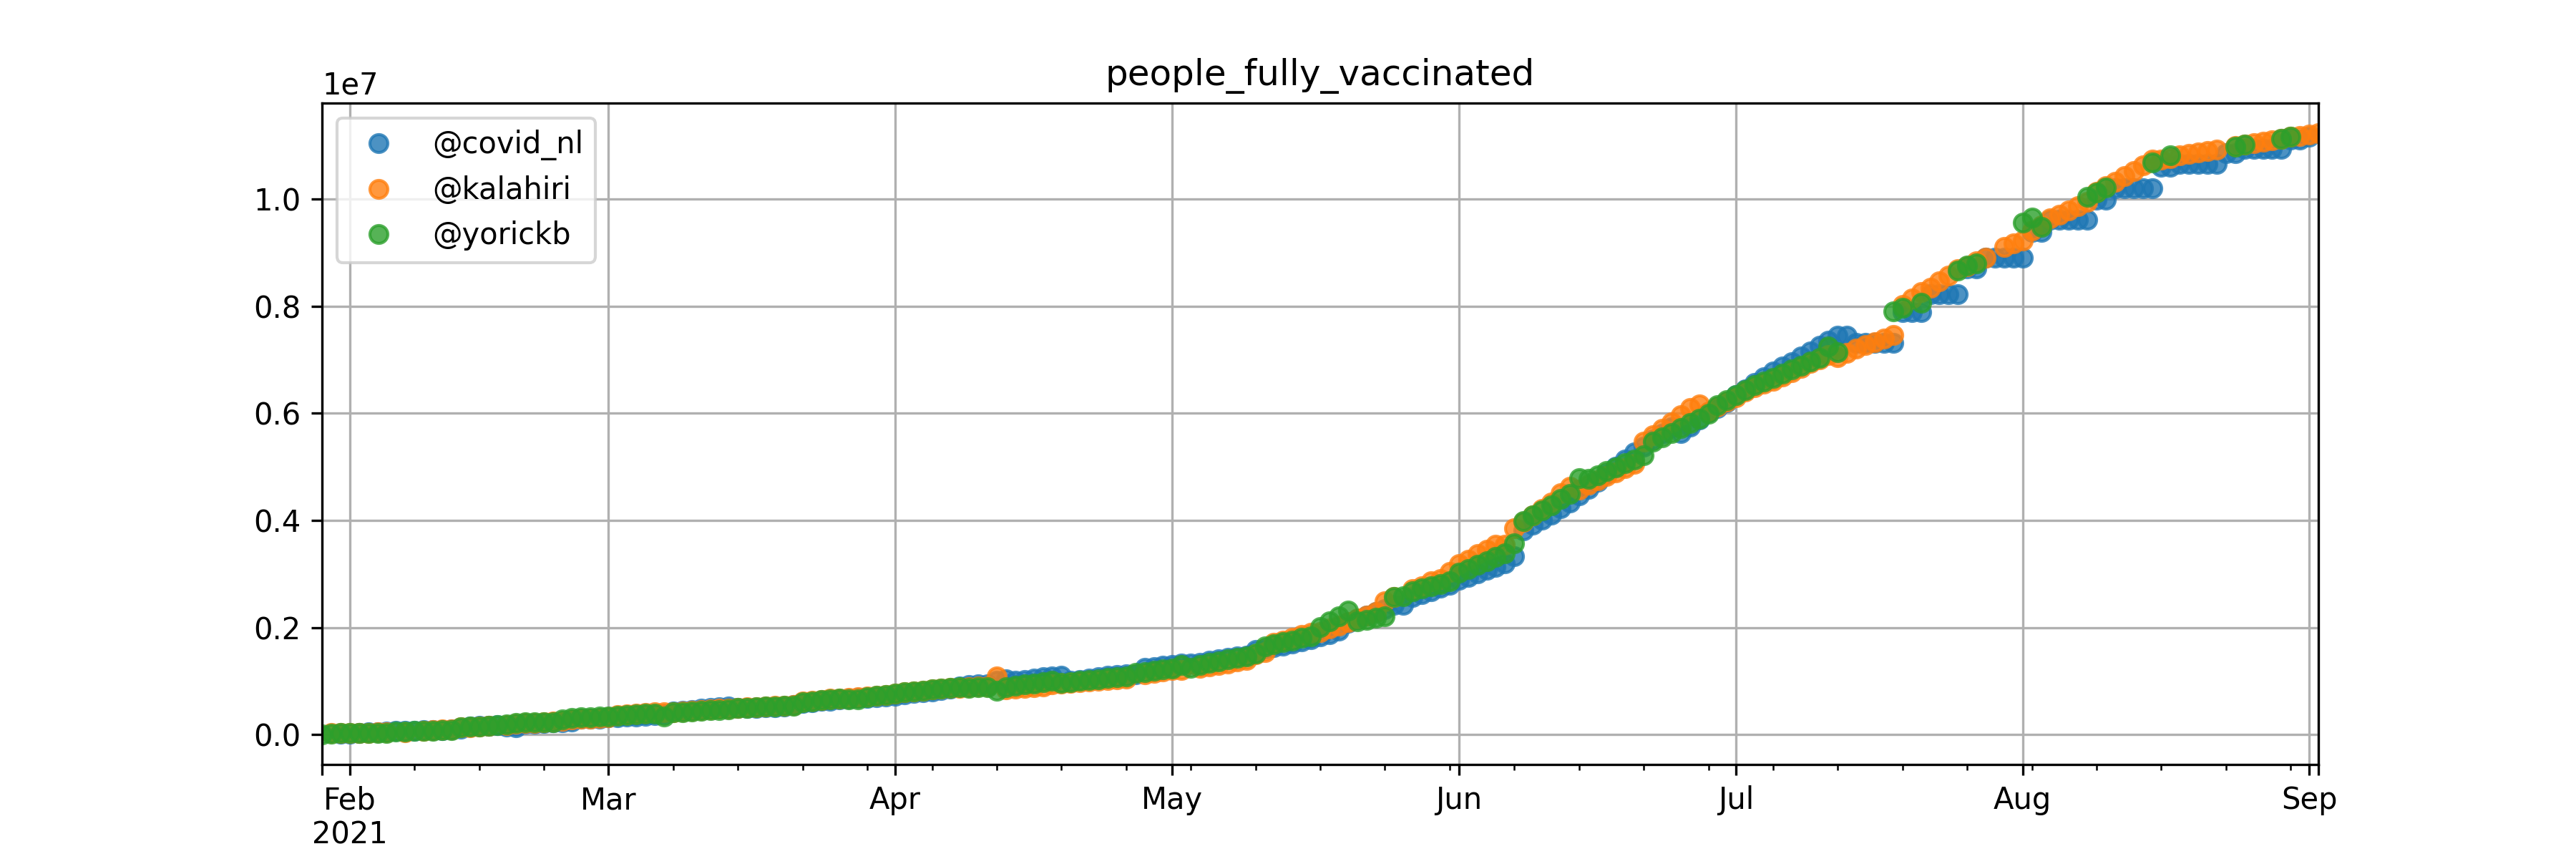 people_fully_vaccinated
1e7
@covid_nl
@kalahiri
@yorickb
1.0
0.8
0.6
0.4
0.2
0.0
Feb Mar Apr May Jun Jul Aug Sep
2021